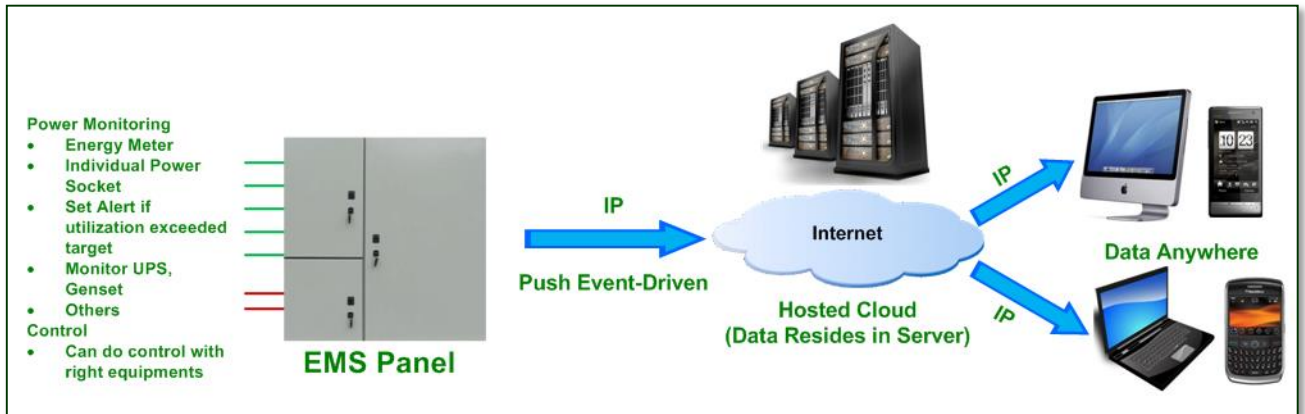 Power Monitoring
• Energy Meter
• Individual Power
Socket
• Set Alert if
utilization exceeded
target
• Monitor UPS,
Genset
• Others
Control
• Can do control with
right equipments
EMS Panel
IP
Push Event-Driven
Internet
Hosted Cloud
(Data Resides in Server)
IP
IP
10 23
Data Anywhere